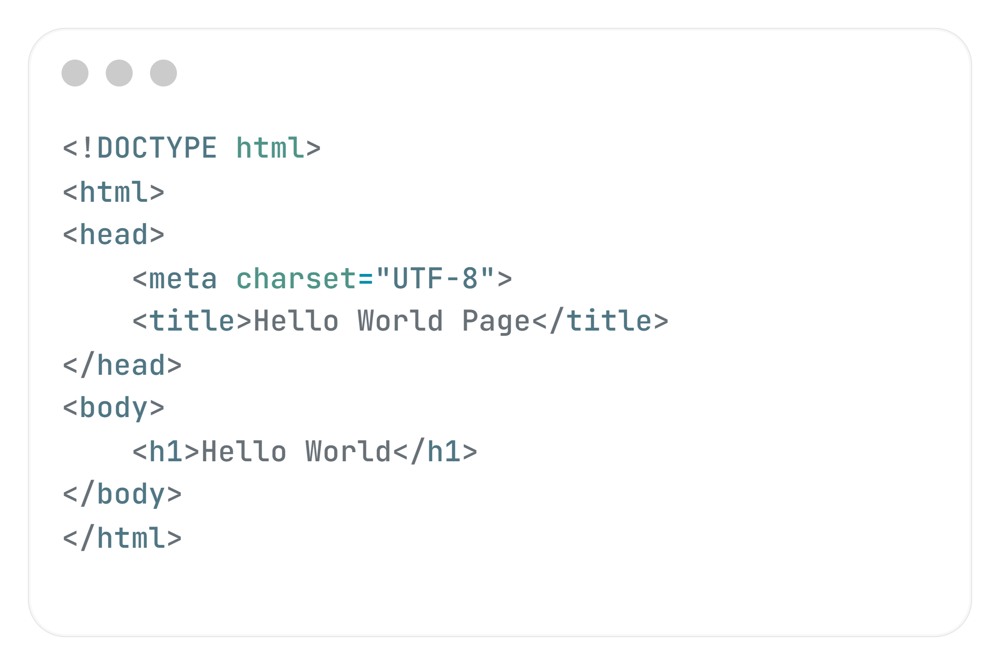 <!DOCTYPE html>
<html>
<head>
    <meta charset="UTF-8">
    <title>Hello World Page</title>
</head>
<body>
    <h1>Hello World</h1>
</body>
</html>